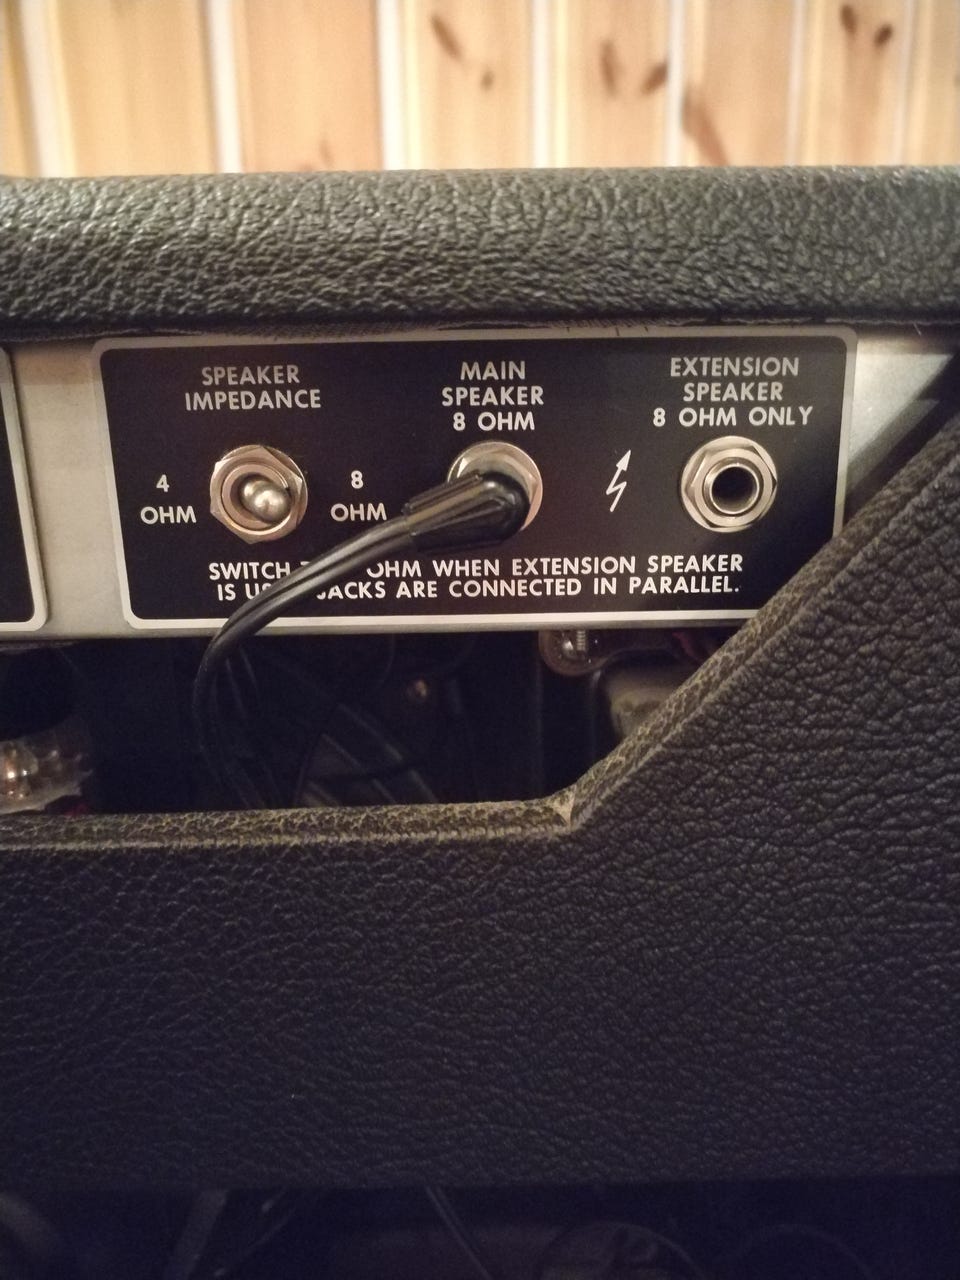 SPEAKER
IMPEDANCE
4
OHM
8
OHM
MAIN
SPEAKER
8 OHM
EXTENSION
SPEAKER
8 OHM ONLY
SWITCH OHM WHEN EXTENSION SPEAKER
IS JACKS ARE CONNECTED IN PARALLEL.